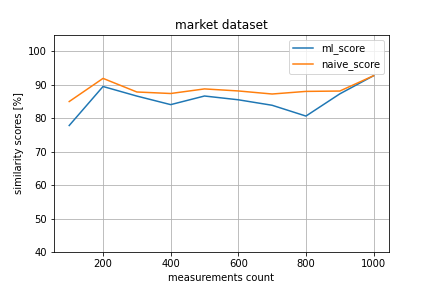 market dataset
ml_score
naive_score
similarity scores [%]
100
90
80
70
60
50
40
200 400 600 800 1000
measurements count